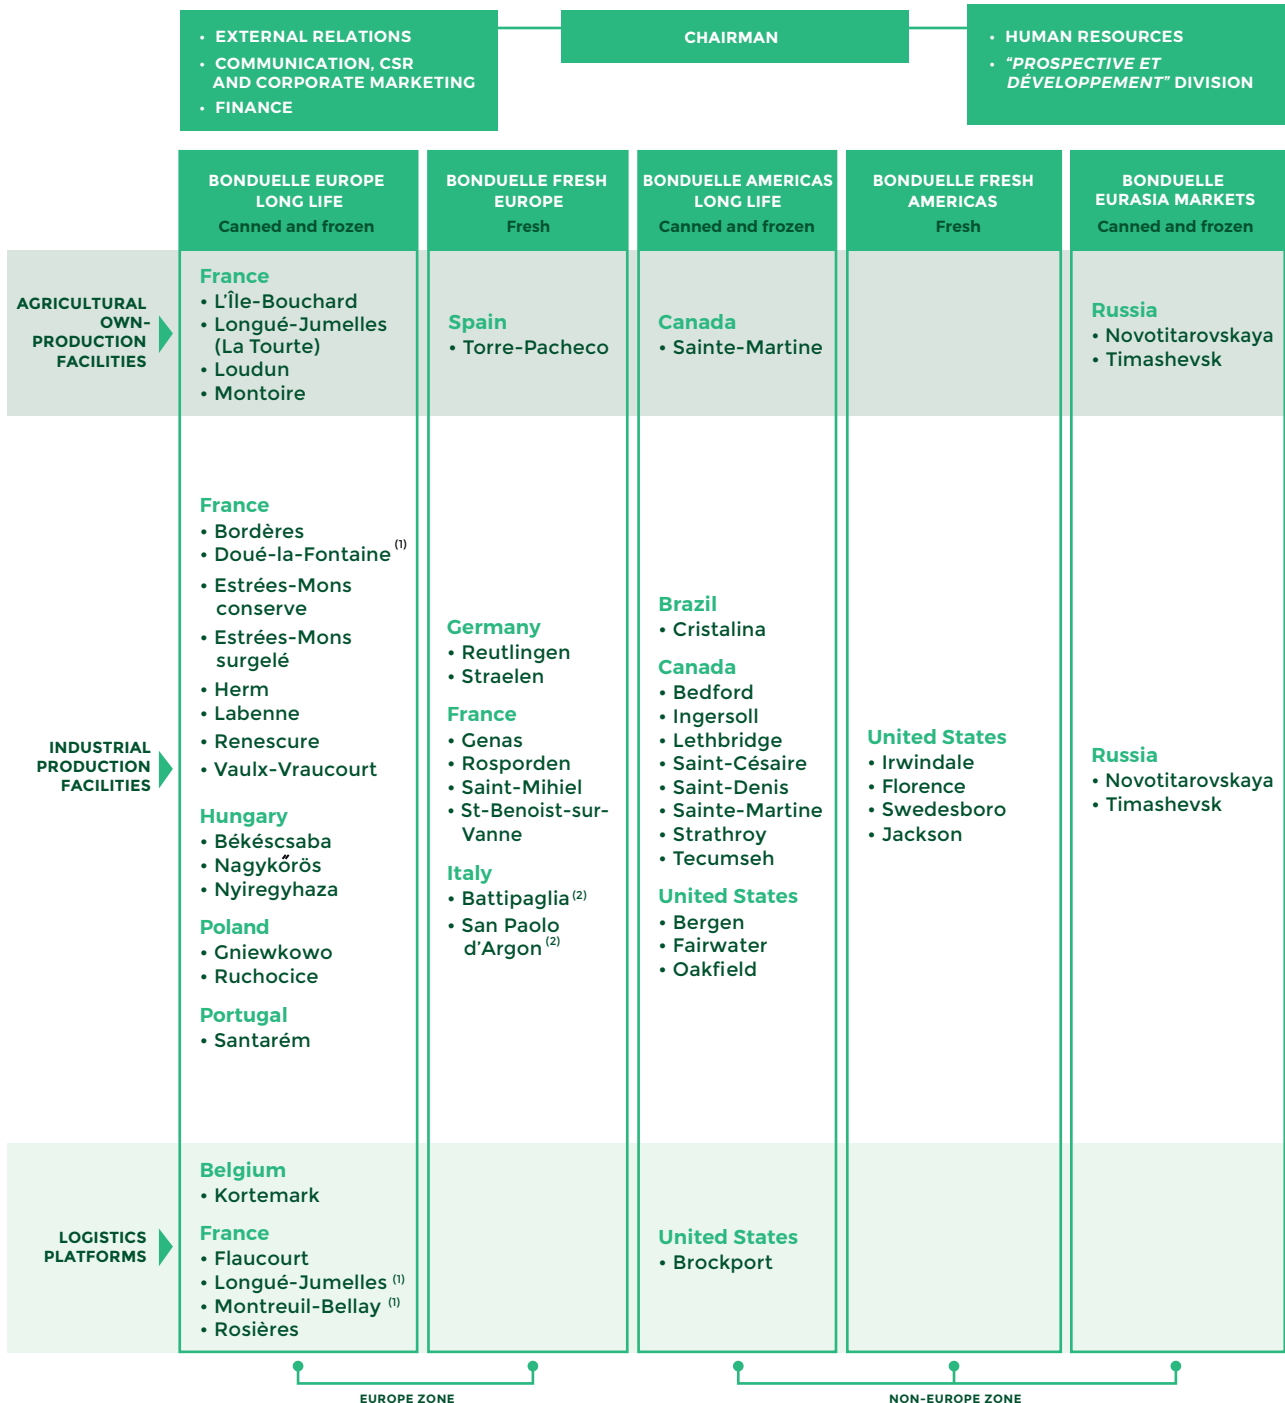 • EXTERNAL RELATIONS
• COMMUNICATION, CSR
AND CORPORATE MARKETING
• FINANCE
CHAIRMAN
• HUMAN RESOURCES
• “PROSPECTIVE ET
DÉVELOPPEMENT” DIVISION
BONDUELLE EUROPE
LONG LIFE
Canned and frozen
BONDUELLE FRESH
EUROPE
Fresh
BONDUELLE AMERICAS
LONG LIFE
Canned and frozen
BONDUELLE FRESH
AMERICAS
Fresh
BONDUELLE
EURASIA MARKETS
Canned and frozen
AGRICULTURAL
OWN-
PRODUCTION
FACILITIES
France
• L’Île-Bouchard
• Longué-Jumelles
(La Tourte)
• Loudun
• Montoire
Spain
• Torre-Pacheco
Canada
• Sainte-Martine
Russia
• Novotitarovskaya
• Timashevsk
INDUSTRIAL
PRODUCTION
FACILITIES
France
• Bordères
• Doué-la-Fontaine (1)
• Estrées-Mons
conserve
• Estrées-Mons
surgelé
• Herm
• Labenne
• Renescure
• Vaulx-Vraucourt
Hungary
• Békéscsaba
• Nagykőrös
• Nyiregyhaza
Poland
• Gniewkowo
• Ruchocice
Portugal
• Santarém
Germany
• Reutlingen
• Straelen
France
• Genas
• Rosporden
• Saint-Mihiel
• St-Benoist-sur-
Vanne
Italy
• Battipaglia (2)
• San Paolo
d’Argon (2)
Brazil
• Cristalina
Canada
• Bedford
• Ingersoll
• Lethbridge
• Saint-Césaire
• Saint-Denis
• Sainte-Martine
• Strathroy
• Tecumseh
United States
• Bergen
• Fairwater
• Oakfield
United States
• Irwindale
• Florence
• Swedesboro
• Jackson
Russia
• Novotitarovskaya
• Timashevsk
LOGISTICS
PLATFORMS
Belgium
• Kortemark
France
• Flaucourt
• Longué-Jumelles (1)
• Montreuil-Bellay (1)
• Rosières
United States
• Brockport
EUROPE ZONE
NON-EUROPE ZONE